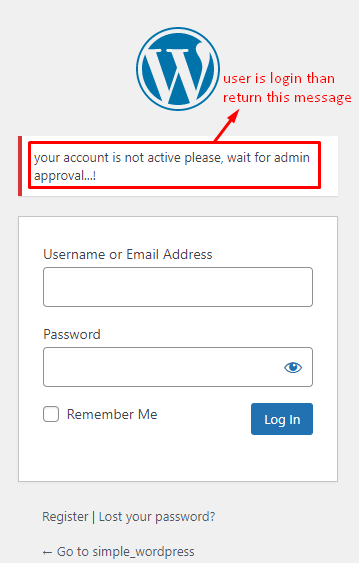 user is login than
return this message
your account is not active please, wait for admin
approval...!
Username or Email Address
Password
Remember Me
Log In
Register | Lost your password?
← Go to simple_wordpress